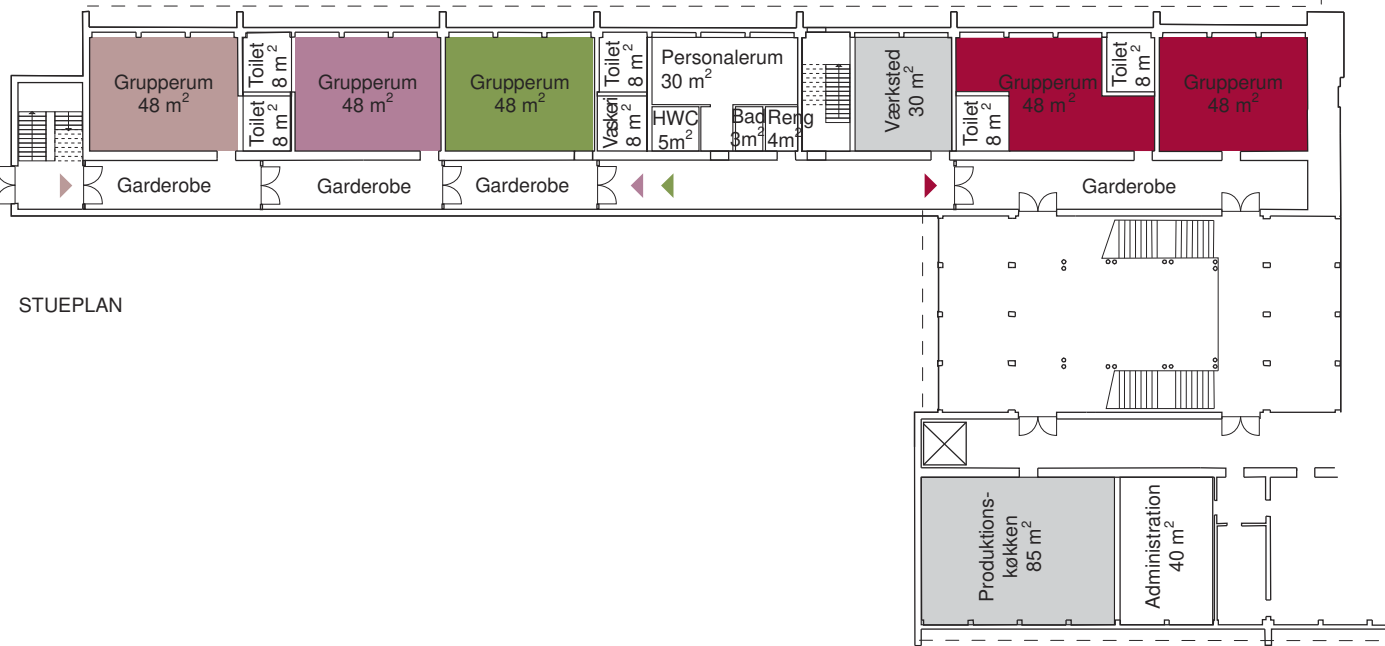 Grupperum
48 m²
Toilet
8 m²
Toilet
8 m²
Grupperum
48 m²
Grupperum
48 m²
Toilet
8 m²
Vaskeri
8 m²
Personalerum
30 m²
HWC
5m²
Bad
3m²
Reng
4m²
Værksted
30 m²
Grupperum
48 m²
Toilet
8 m²
Toilet
8 m²
Grupperum
48 m²
Garderobe
Garderobe
Garderobe
Garderobe
STUEPLAN
Produktions-
køkken
85 m²
Administration
40 m²